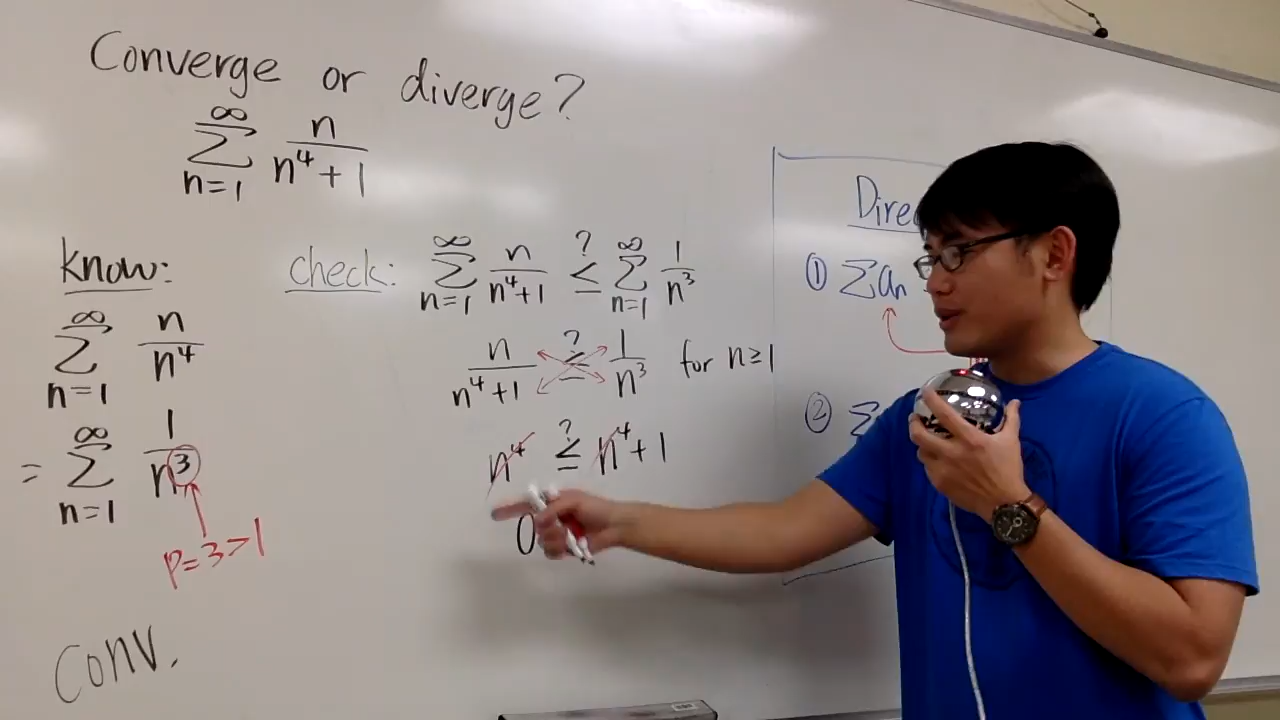 Converge or diverge?
∞
Σ n/(n⁴+1)
n=1
know:
∞
Σ n/n⁴
n=1
∞
= Σ 1/n³
n=1
p=3>1
Conv.
check: ∞ ? ∞
Σ n/(n⁴+1) ≤ Σ 1/n³
n=1 n=1
?
n/(n⁴+1) ≤ 1/n³ for n≥1
?
n⁴ ≤ n⁴+1
0
① Σan
② Σ